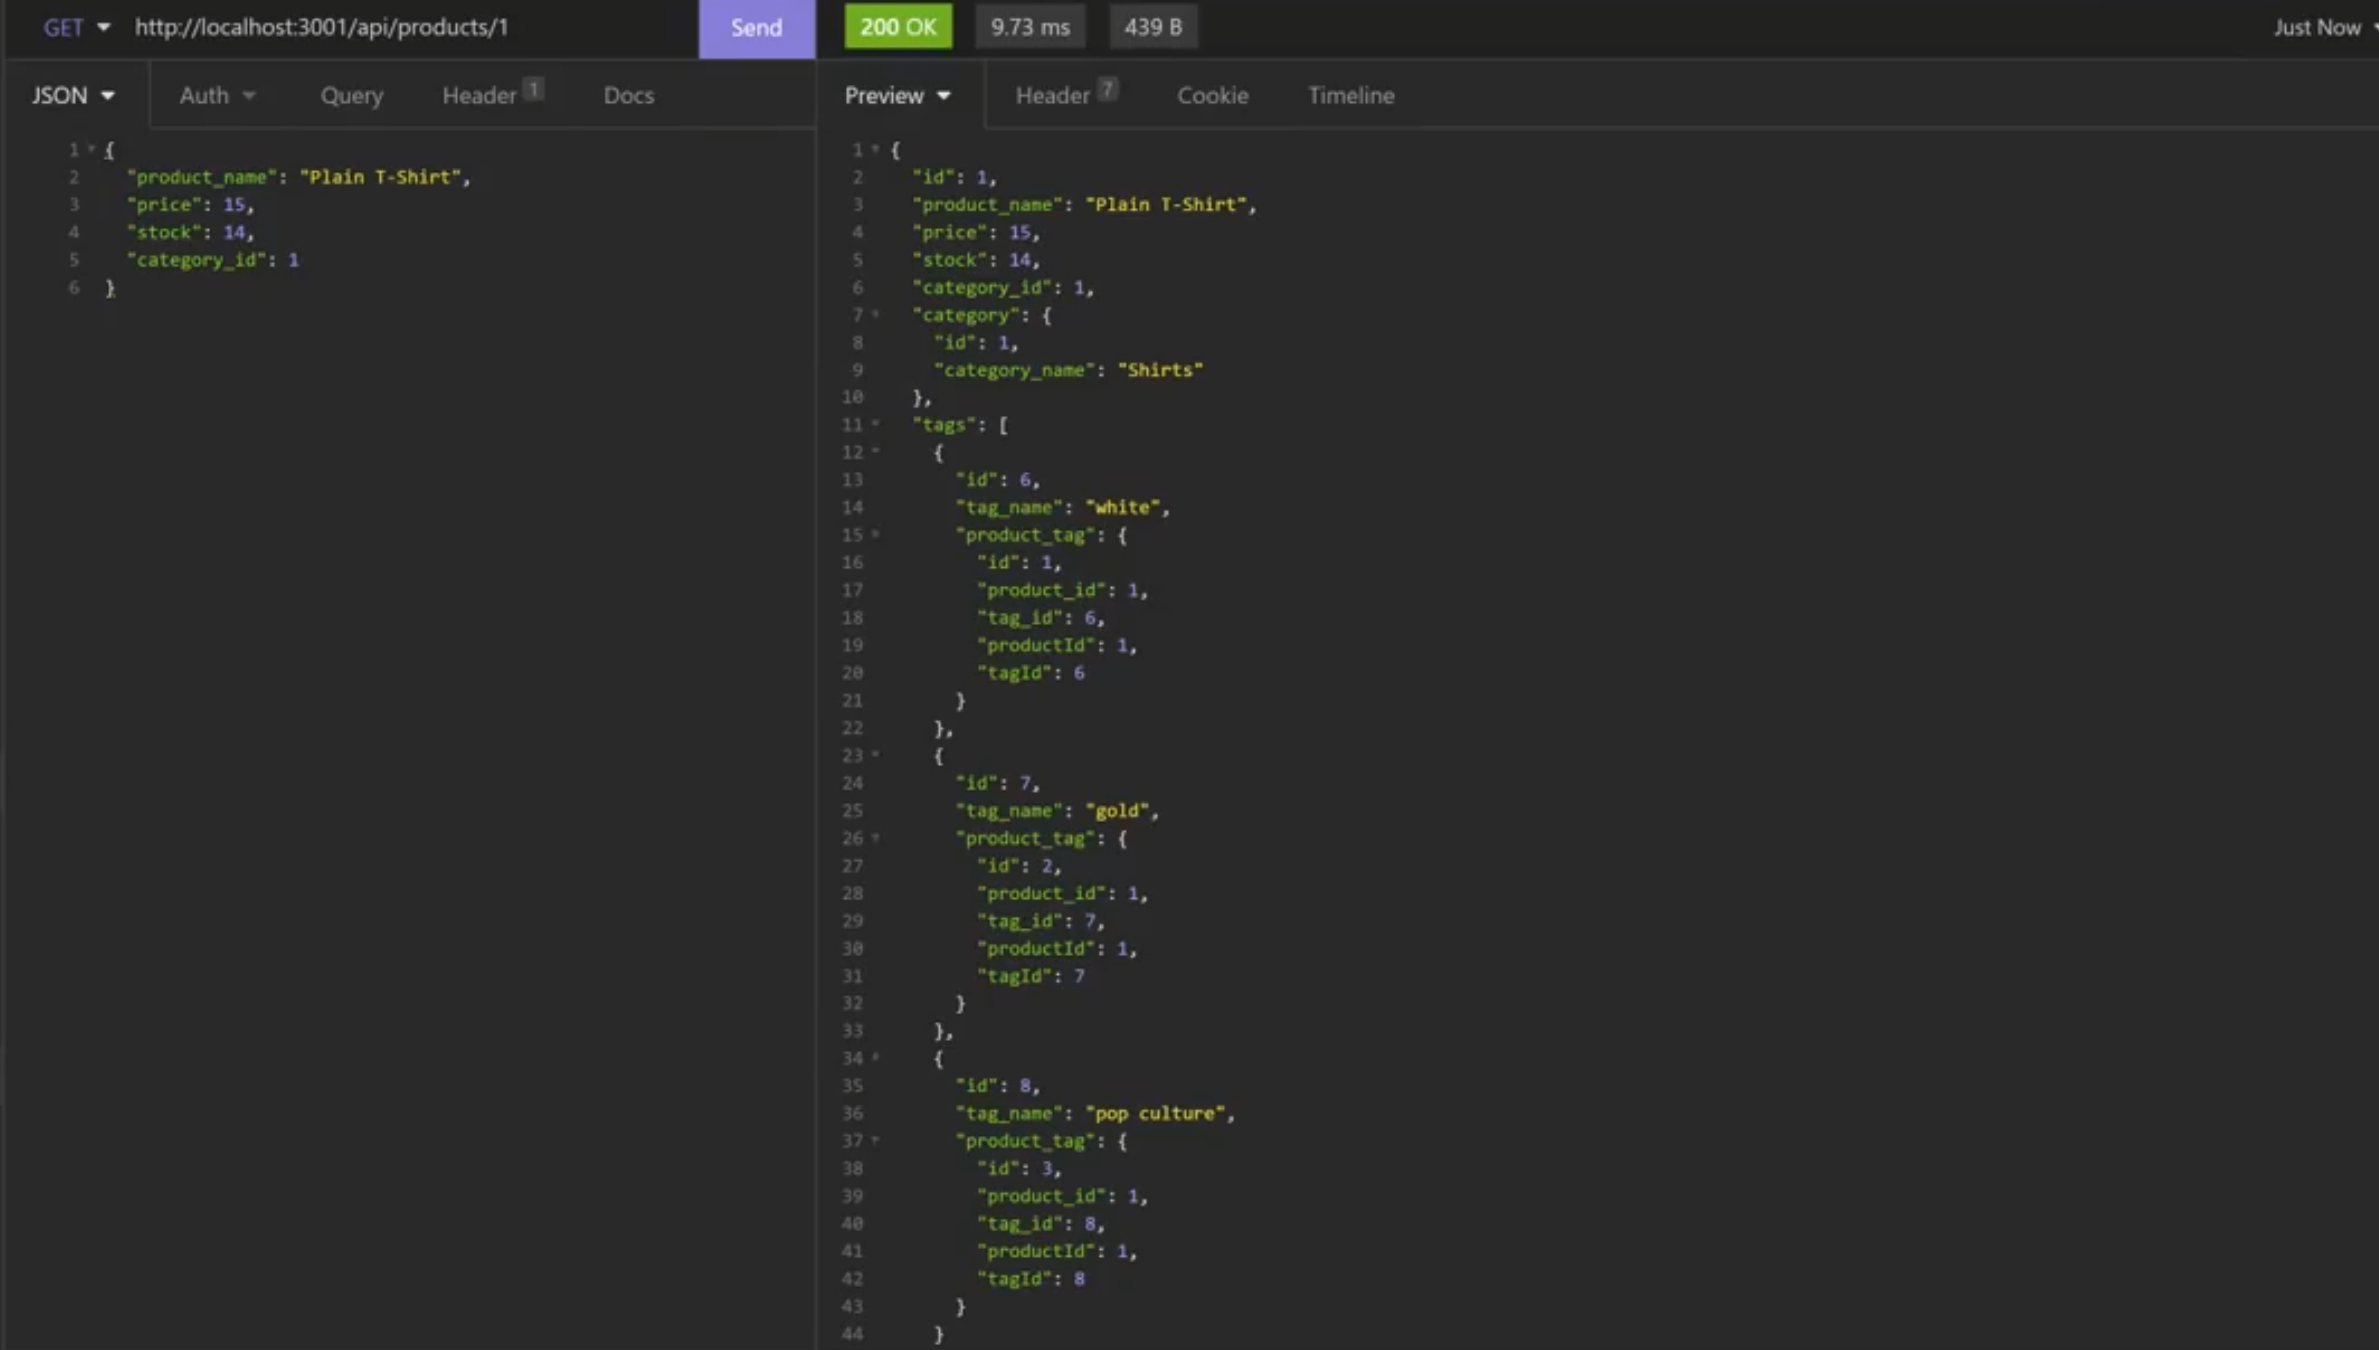 GET http://localhost:3001/api/products/1 Send 200 OK 9.73 ms 439 B Just Now
JSON Auth Query Header 1 Docs
1 {
2 "product_name": "Plain T-Shirt",
3 "price": 15,
4 "stock": 14,
5 "category_id": 1
6 }
Preview Header 7 Cookie Timeline
1 {
2 "id": 1,
3 "product_name": "Plain T-Shirt",
4 "price": 15,
5 "stock": 14,
6 "category_id": 1,
7 "category": {
8 "id": 1,
9 "category_name": "Shirts"
10 },
11 "tags": [
12 {
13 "id": 6,
14 "tag_name": "white",
15 "product_tag": {
16 "id": 1,
17 "product_id": 1,
18 "tag_id": 6,
19 "productId": 1,
20 "tagId": 6
21 }
22 },
23 {
24 "id": 7,
25 "tag_name": "gold",
26 "product_tag": {
27 "id": 2,
28 "product_id": 1,
29 "tag_id": 7,
30 "productId": 1,
31 "tagId": 7
32 }
33 },
34 {
35 "id": 8,
36 "tag_name": "pop culture",
37 "product_tag": {
38 "id": 3,
39 "product_id": 1,
40 "tag_id": 8,
41 "productId": 1,
42 "tagId": 8
43 }
44 }